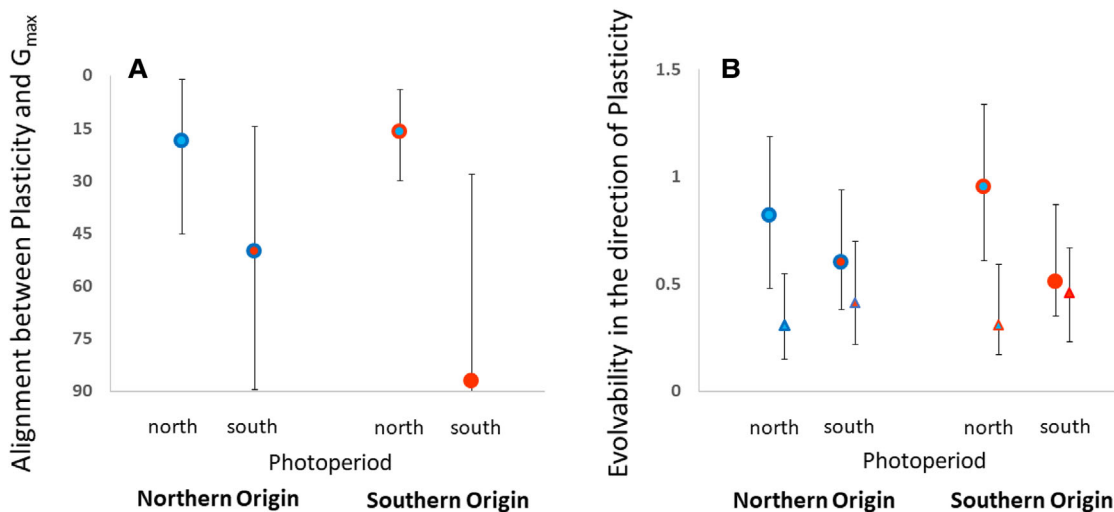 Alignment between Plasticity and Gmax
A
0
15
30
45
60
75
90
north south north south
Photoperiod
Northern Origin Southern Origin
Evolvability in the direction of Plasticity
B
1.5
1
0.5
0
north south north south
Photoperiod
Northern Origin Southern Origin